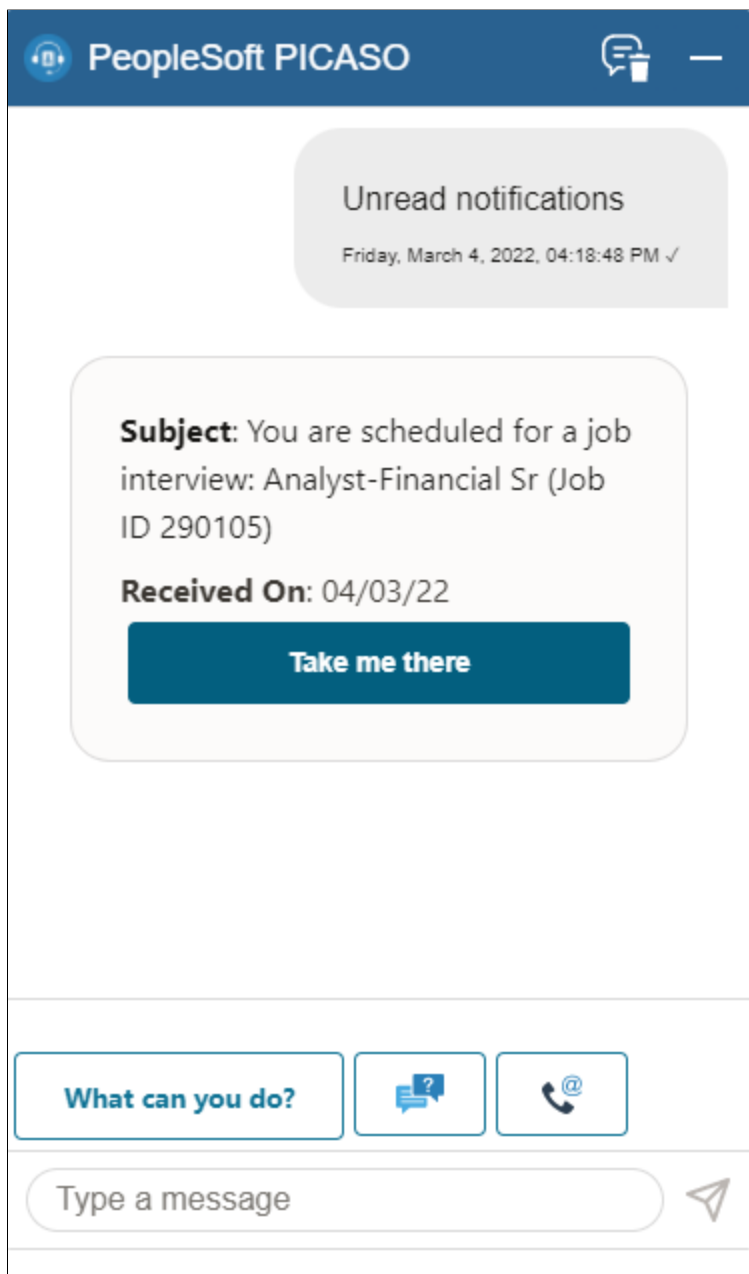 PeopleSoft PICASO
Unread notifications
Friday, March 4, 2022, 04:18:48 PM ✓
Subject: You are scheduled for a job
interview: Analyst-Financial Sr (Job
ID 290105)
Received On: 04/03/22
Take me there
What can you do?
?
@
Type a message